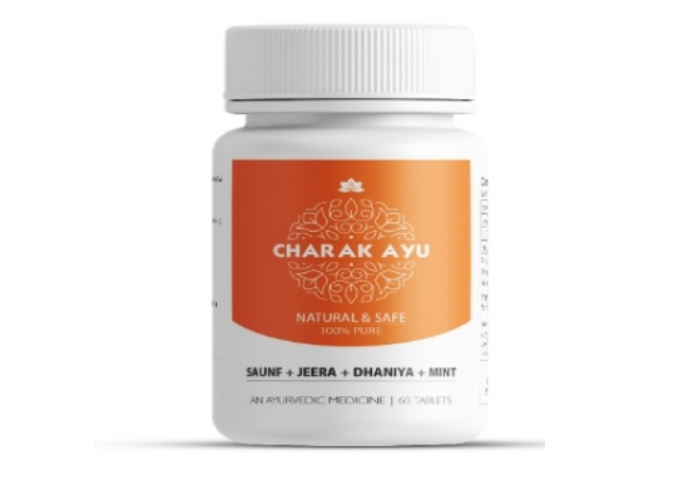 CHARAK AYU
NATURAL & SAFE
100% PURE
SAUNF + JEERA + DHANIYA + MINT
AN AYURVEDIC MEDICINE | 60 TABLETS